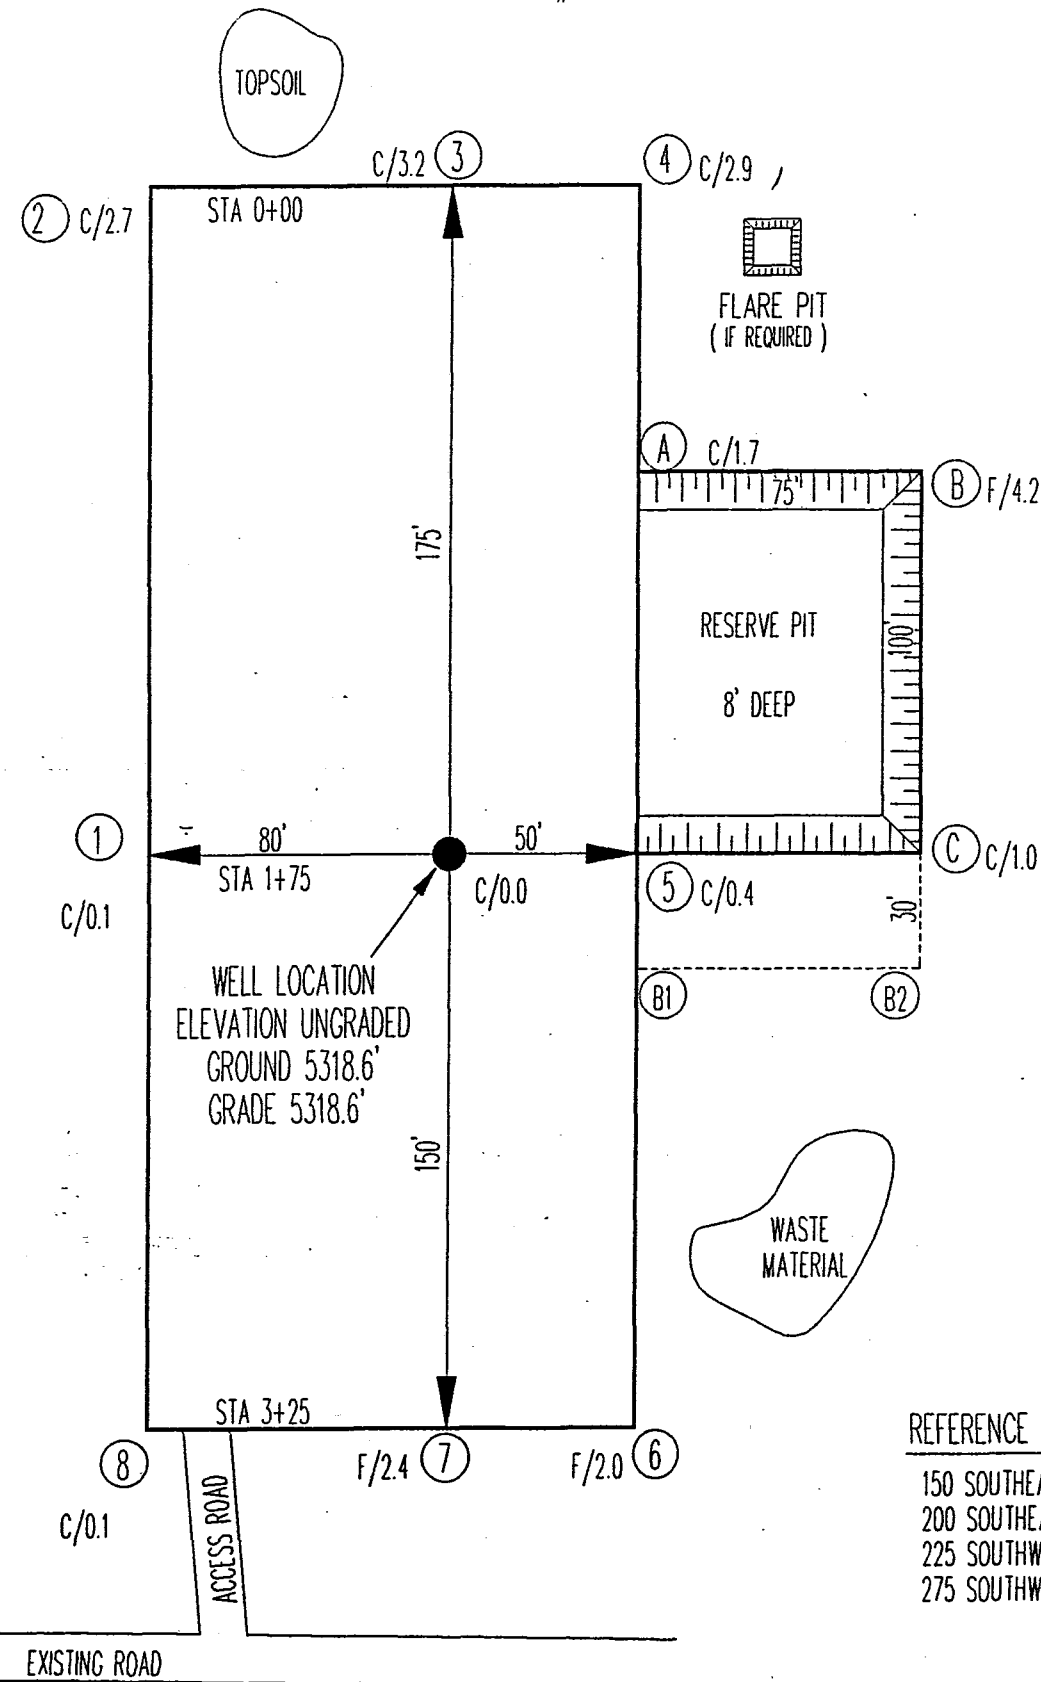 TOPSOIL
C/3.2 3
4 C/2.9
2 C/2.7
STA 0+00
FLARE PIT
( IF REQUIRED )
A C/1.7
75'
B F/4.2
175'
RESERVE PIT
100'
8' DEEP
1
80'
50'
STA 1+75
C/0.0
C C/1.0
5 C/0.4
C/0.1
30'
WELL LOCATION
ELEVATION UNGRADED
GROUND 5318.6'
GRADE 5318.6'
B1
B2
150'
WASTE
MATERIAL
STA 3+25
8
F/2.4 7
F/2.0 6
REFERENCE
150 SOUTHEA
200 SOUTHEA
225 SOUTHW
275 SOUTHW
C/0.1
ACCESS ROAD
EXISTING ROAD